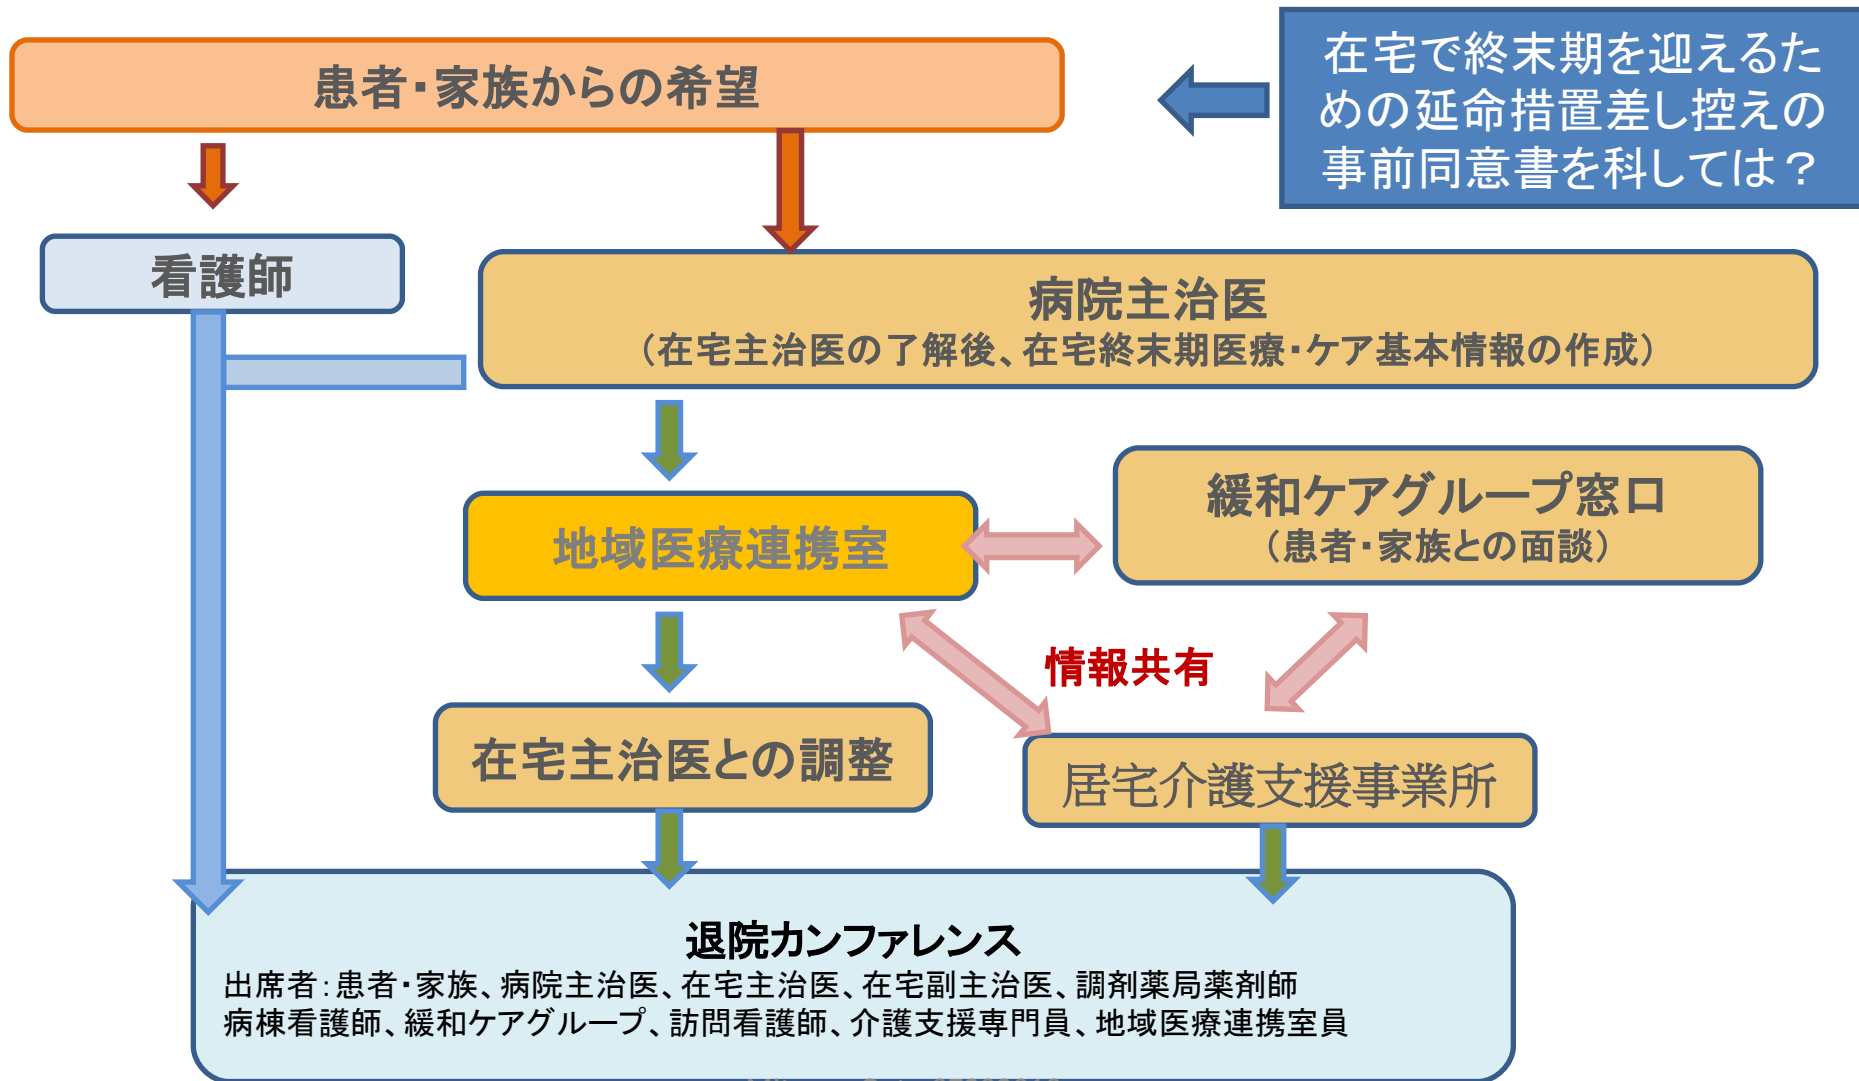 患者・家族からの希望
在宅で終末期を迎えるた
めの延命措置差し控えの
事前同意書を科しては？
看護師
病院主治医
（在宅主治医の了解後、在宅終末期医療・ケア基本情報の作成）
地域医療連携室
緩和ケアグループ窓口
（患者・家族との面談）
情報共有
在宅主治医との調整
居宅介護支援事業所
退院カンファレンス
出席者：患者・家族、病院主治医、在宅主治医、在宅副主治医、調剤薬局薬剤師
病棟看護師、緩和ケアグループ、訪問看護師、介護支援専門員、地域医療連携室員